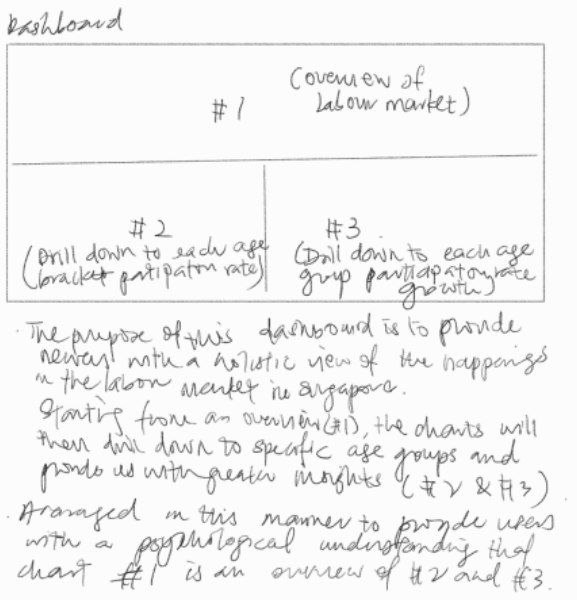 Dashboard
#1 (overview of
labour market)
#2
(Drill down to each age
bracket patipaton rate)
#3
(Drill down to each age
group participaton rate
growth)
· The purpose of this dashboard is to provide
viewers with a holistic view of the happenings
in the labour market in singapore.
Starting from an overview (#1), the charts will
then drill down to specific age groups and
provide us with greater insights (#2 & #3)
· Arranged in this manner to provide users
with a psychological understanding that
chart #1 is an overview of #2 and #3.